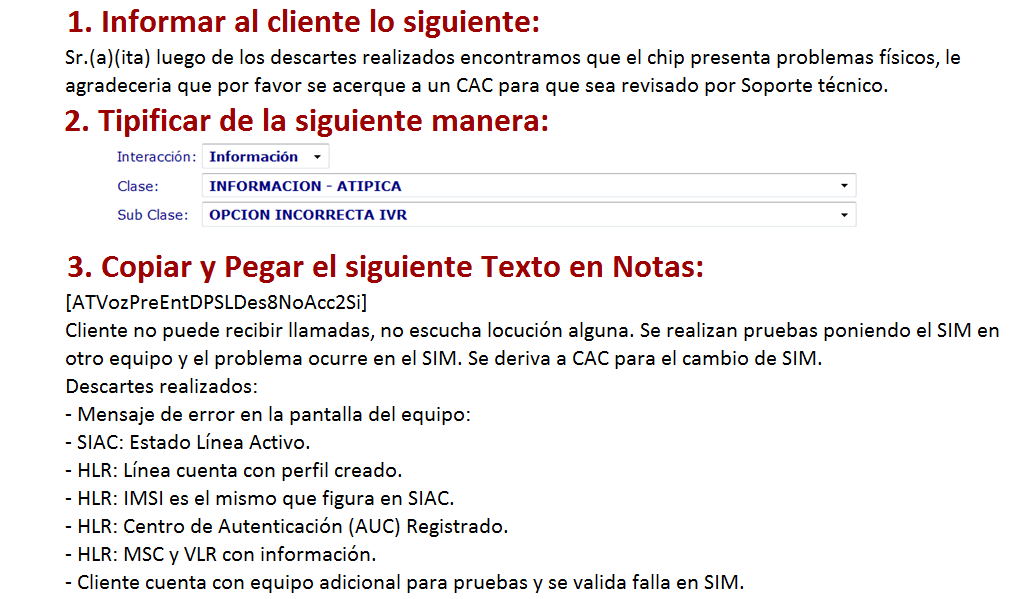 1. Informar al cliente lo siguiente:
Sr.(a)(ita) luego de los descartes realizados encontramos que el chip presenta problemas físicos, le
agradeceria que por favor se acerque a un CAC para que sea revisado por Soporte técnico.
2. Tipificar de la siguiente manera:
Interacción: Información
Clase: INFORMACION - ATIPICA
Sub Clase: OPCION INCORRECTA IVR
3. Copiar y Pegar el siguiente Texto en Notas:
[ATVozPreEntDPSLDes8NoAcc2Si]
Cliente no puede recibir llamadas, no escucha locución alguna. Se realizan pruebas poniendo el SIM en
otro equipo y el problema ocurre en el SIM. Se deriva a CAC para el cambio de SIM.
Descartes realizados:
- Mensaje de error en la pantalla del equipo:
- SIAC: Estado Línea Activo.
- HLR: Línea cuenta con perfil creado.
- HLR: IMSI es el mismo que figura en SIAC.
- HLR: Centro de Autenticación (AUC) Registrado.
- HLR: MSC y VLR con información.
- Cliente cuenta con equipo adicional para pruebas y se valida falla en SIM.